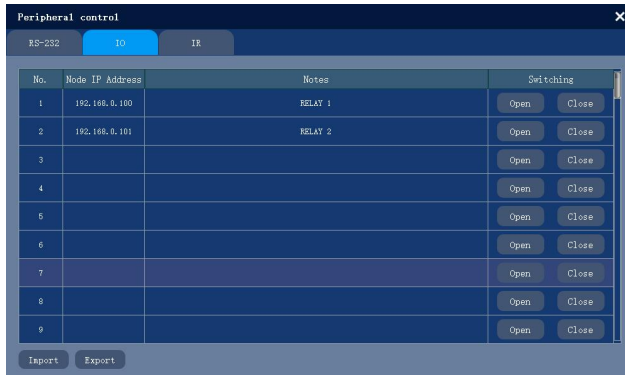 Peripheral control ×
RS-232 IO IR
No. Node IP Address Notes Switching
1 192.168.0.100 RELAY 1 Open Close
2 192.168.0.101 RELAY 2 Open Close
3 Open Close
4 Open Close
5 Open Close
6 Open Close
7 Open Close
8 Open Close
9 Open Close
Import Export